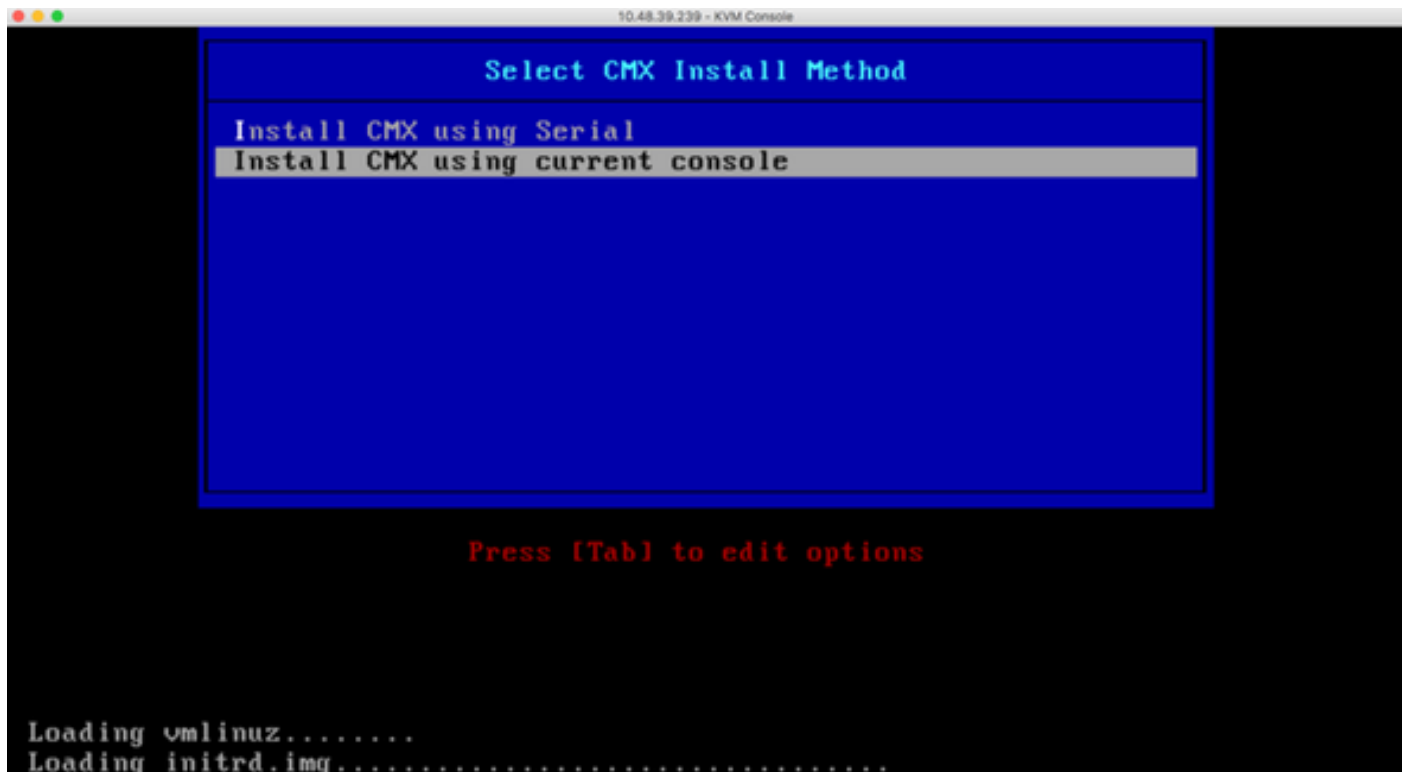 10.48.39.239 - KVM Console
Select CMX Install Method
Install CMX using Serial
Install CMX using current console
Press [Tab] to edit options
Loading vmlinuz........
Loading initrd.img.................................